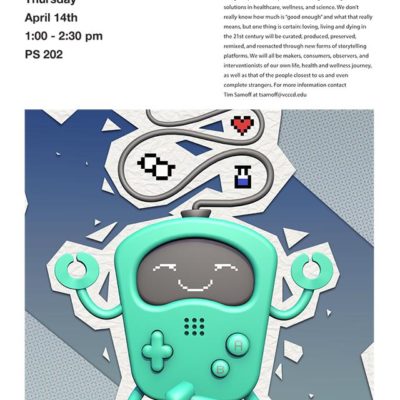 Thursday
April 14th
1:00 - 2:30 pm
PS 202
solutions in healthcare, wellness, and science. We don't
really know how much is "good enough" and what that really
means, but one thing is certain: loving, living and dying in
the 21st century will be curated, produced, preserved,
remixed, and reenacted through new forms of storytelling
platforms. We will all be makers, consumers, observers, and
interventionists of our own life, health and wellness journey,
as well as that of the people closest to us and even
complete strangers. For more information contact
Tim Samoff at tsamoff@vcccd.edu
A
B